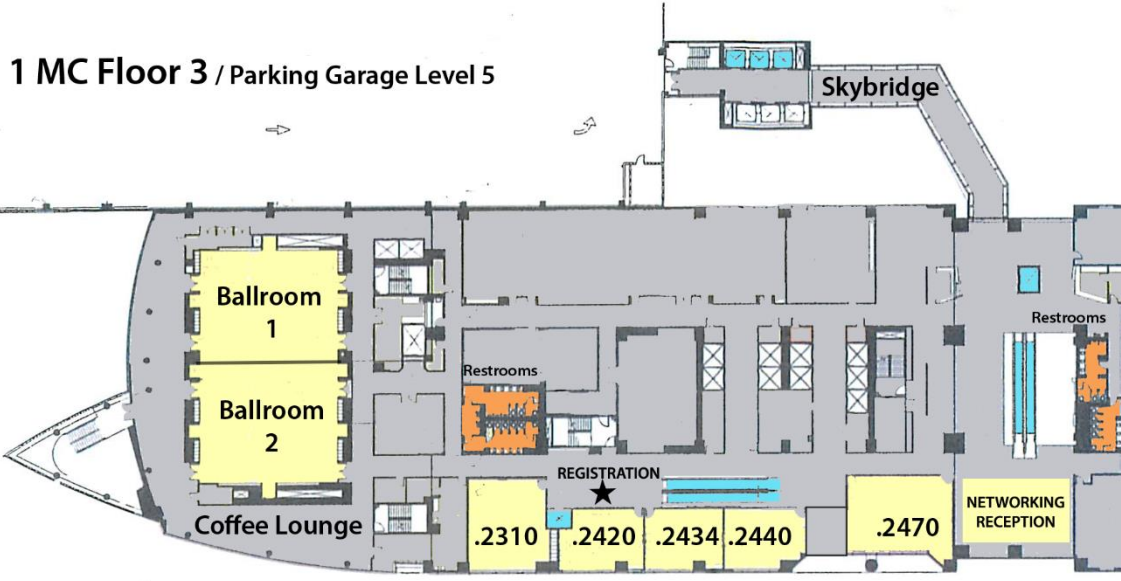 1 MC Floor 3 / Parking Garage Level 5
Skybridge
Ballroom
1
Restrooms
Restrooms
Ballroom
2
REGISTRATION
Coffee Lounge
.2310
.2420
.2434
.2440
.2470
NETWORKING
RECEPTION